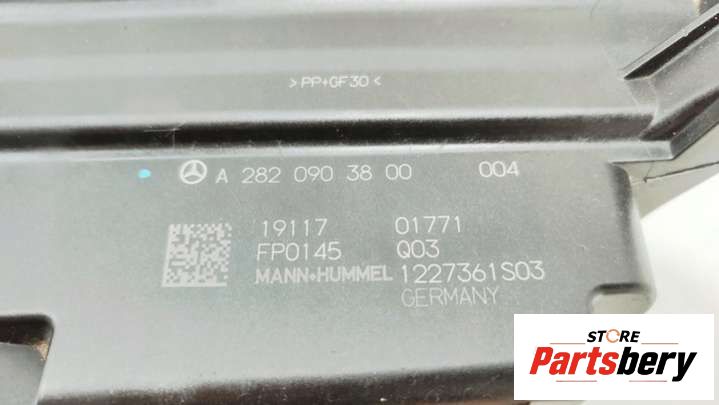 >PP+GF30<
A 282 090 38 00 004
19117 01771
FP0145 Q03
MANN+HUMMEL 1227361S03
GERMANY
STORE
Partsbery